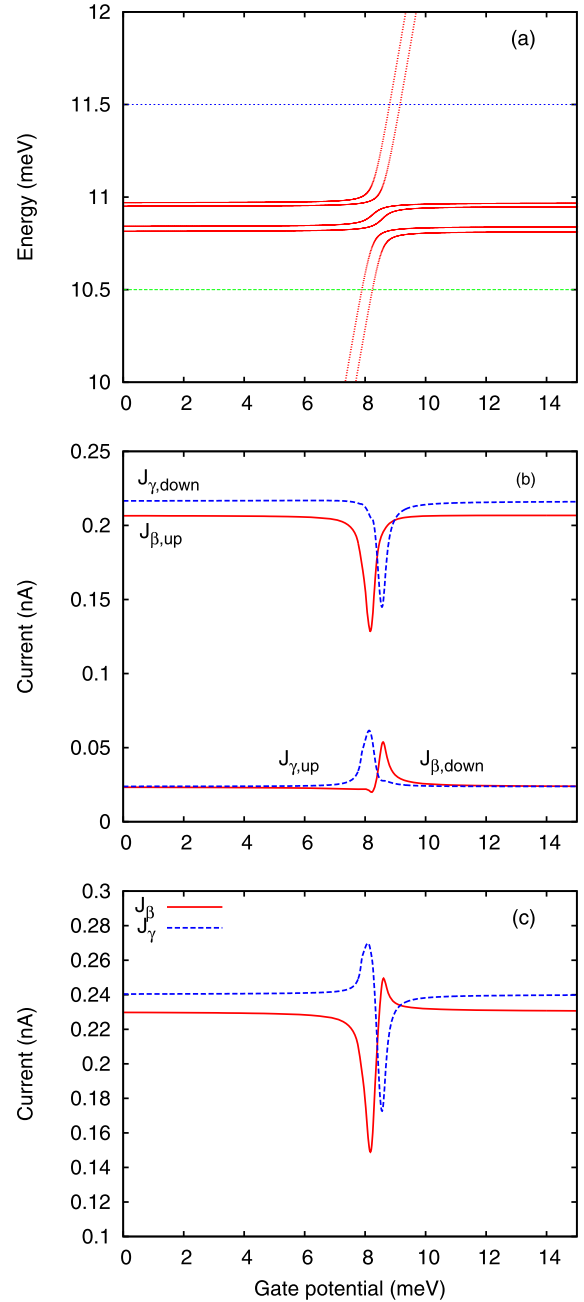 (a)
Energy (meV)
12
11.5
11
10.5
10
0 2 4 6 8 10 12 14
(b)
Current (nA)
0.25
0.2
0.15
0.1
0.05
0
Jγ,down
Jβ,up
Jγ,up
Jβ,down
0 2 4 6 8 10 12 14
(c)
Current (nA)
0.3
0.28
0.26
0.24
0.22
0.2
0.18
0.16
0.14
0.12
0.1
Jβ
Jγ
0 2 4 6 8 10 12 14
Gate potential (meV)